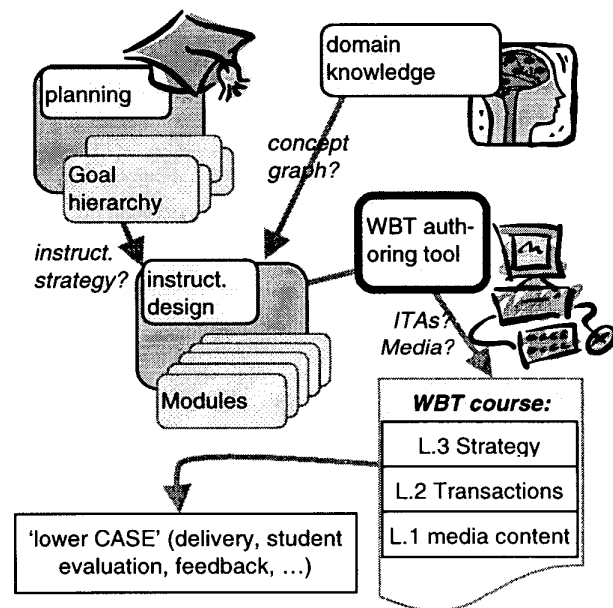 planning
domain
knowledge
concept
graph?
Goal
hierarchy
WBT auth-
oring tool
instruct.
strategy?
instruct.
design
ITAs?
Media?
Modules
WBT course:
L.3 Strategy
L.2 Transactions
L.1 media content
'lower CASE' (delivery, student
evaluation, feedback, ...)